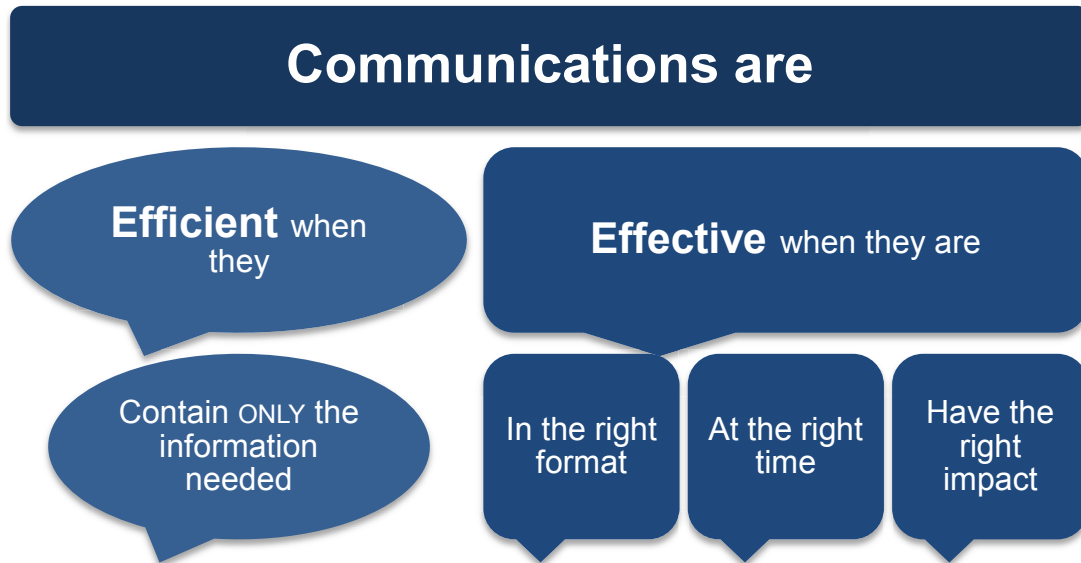 Communications are
Efficient when
they
Effective when they are
Contain ONLY the
information
needed
In the right
format
At the right
time
Have the
right
impact